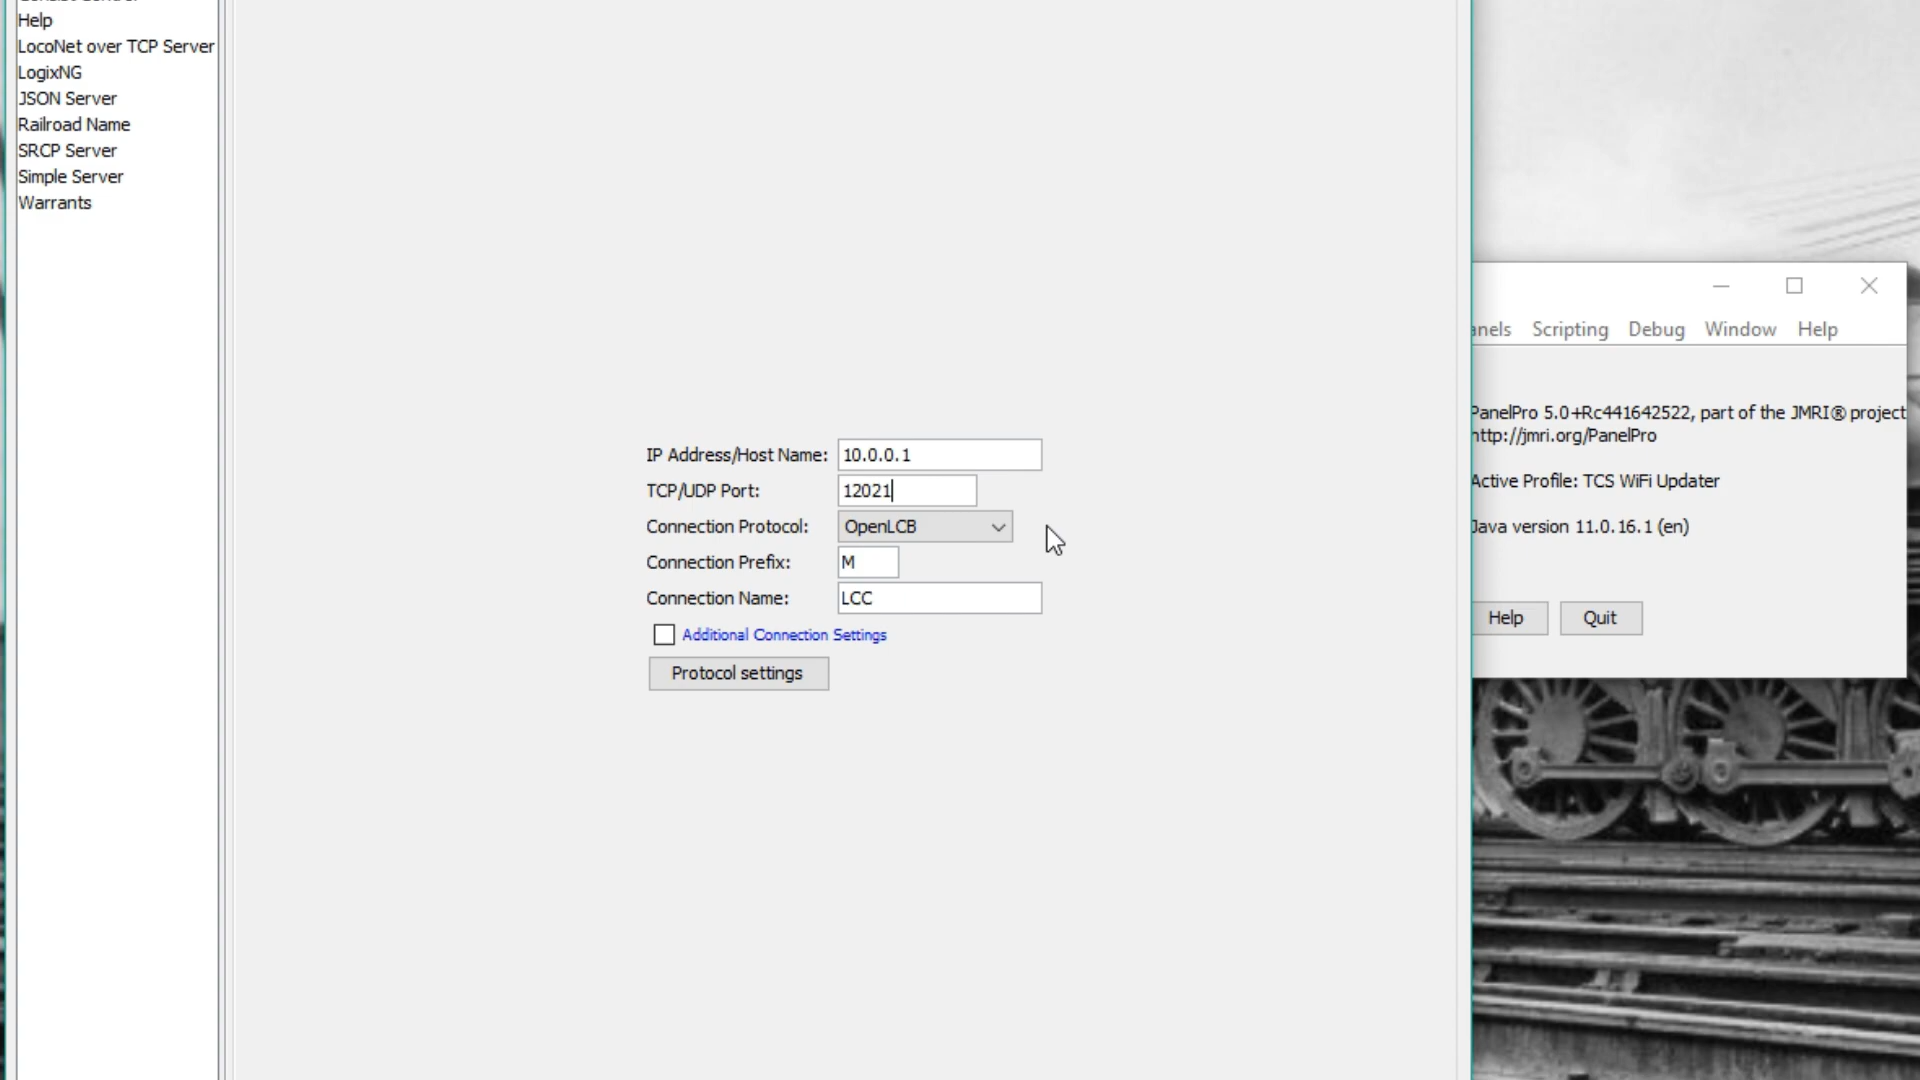 Help
LocoNet over TCP Server
LogixNG
JSON Server
Railroad Name
SRCP Server
Simple Server
Warrants
IP Address/Host Name: 10.0.0.1
TCP/UDP Port: 12021
Connection Protocol: OpenLCB
Connection Prefix: M
Connection Name: LCC
Additional Connection Settings
Protocol settings
anels Scripting Debug Window Help
PanelPro 5.0+Rc441642522, part of the JMRI® project
http://jmri.org/PanelPro
Active Profile: TCS WiFi Updater
Java version 11.0.16.1 (en)
Help Quit